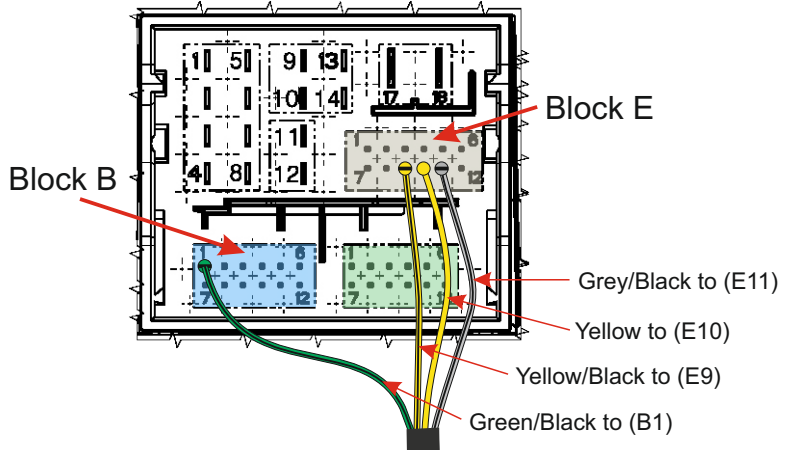 1 5 9 13
10 14 17 18
Block E
11
1 6
4 8 12
7 12
Block B
1 6
6
7 12
7 12
Grey/Black to (E11)
Yellow to (E10)
Yellow/Black to (E9)
Green/Black to (B1)